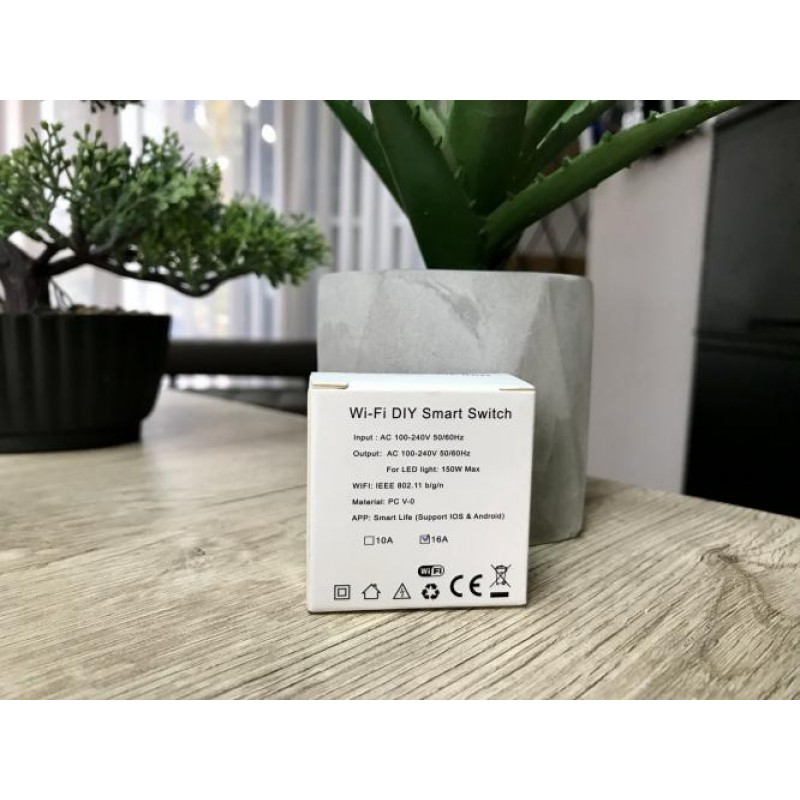 Wi-Fi DIY Smart Switch
Input : AC 100-240V 50/60Hz
Output: AC 100-240V 50/60Hz
For LED light: 150W Max
WIFI: IEEE 802.11 b/g/n
Material: PC V-0
APP: Smart Life (Support IOS & Android)
10A 16A
Wi Fi
CE